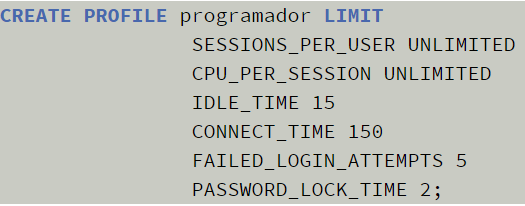 CREATE PROFILE programador LIMIT
SESSIONS_PER_USER UNLIMITED
CPU_PER_SESSION UNLIMITED
IDLE_TIME 15
CONNECT_TIME 150
FAILED_LOGIN_ATTEMPTS 5
PASSWORD_LOCK_TIME 2;